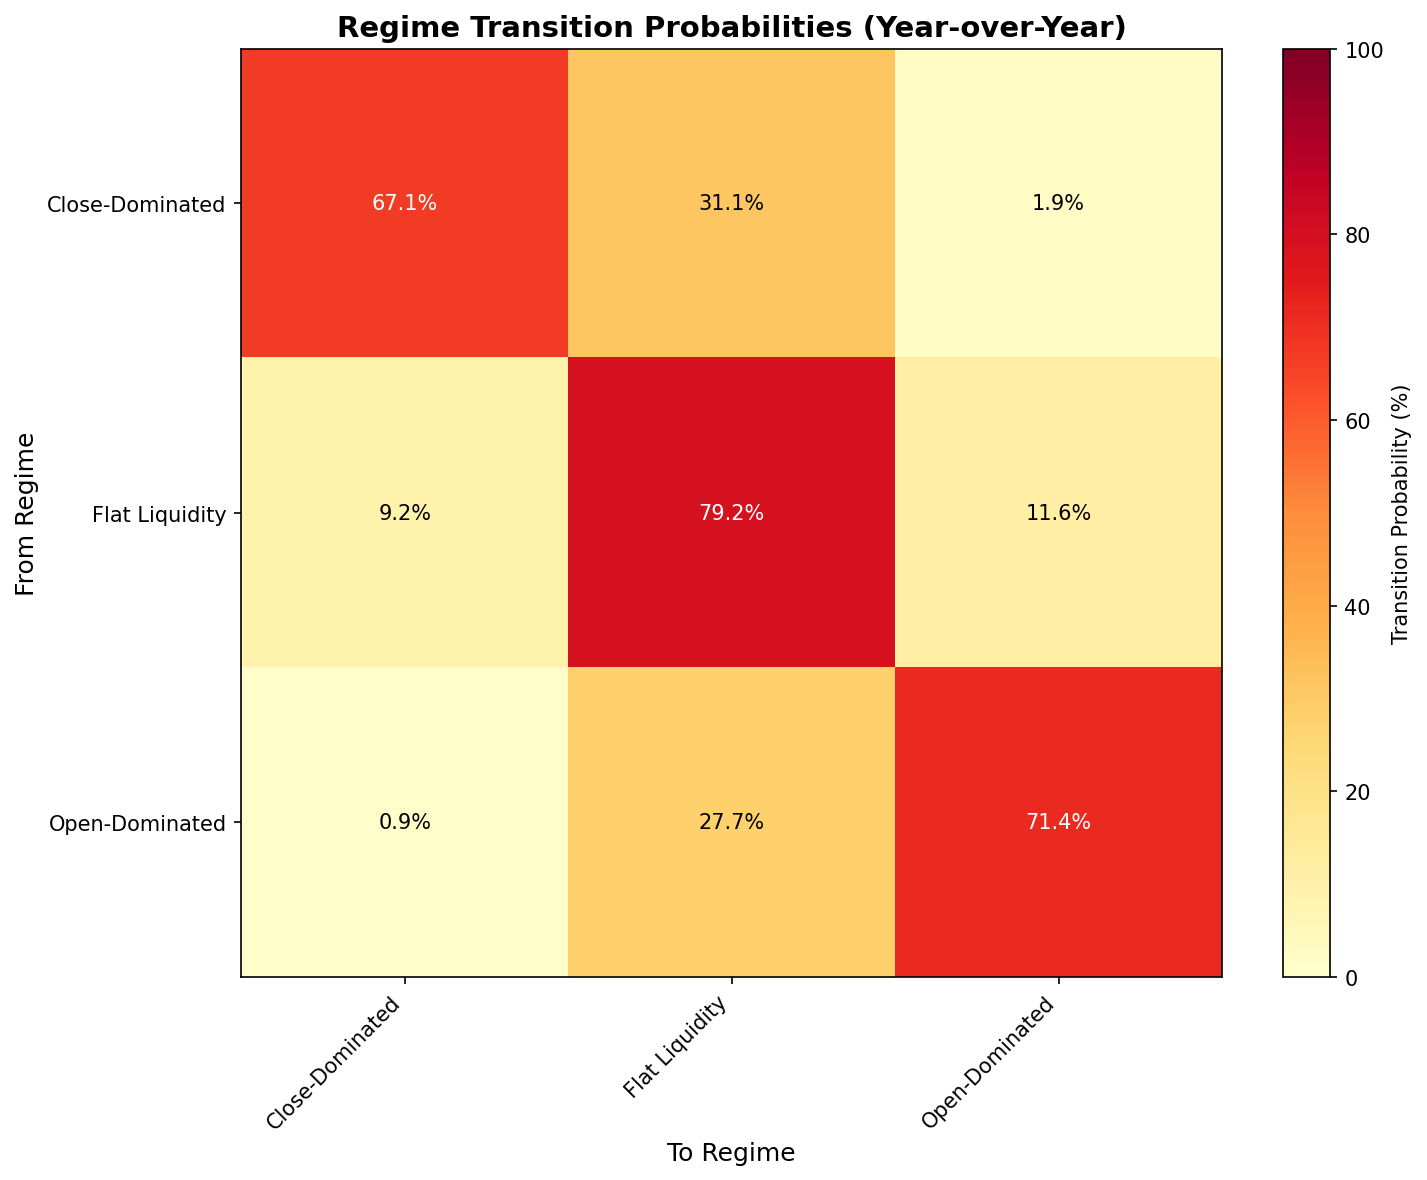 Regime Transition Probabilities (Year-over-Year)
Close-Dominated
67.1%
31.1%
1.9%
Flat Liquidity
9.2%
79.2%
11.6%
Open-Dominated
0.9%
27.7%
71.4%
Close-Dominated
Flat Liquidity
Open-Dominated
To Regime
From Regime
100
80
60
40
20
0
Transition Probability (%)